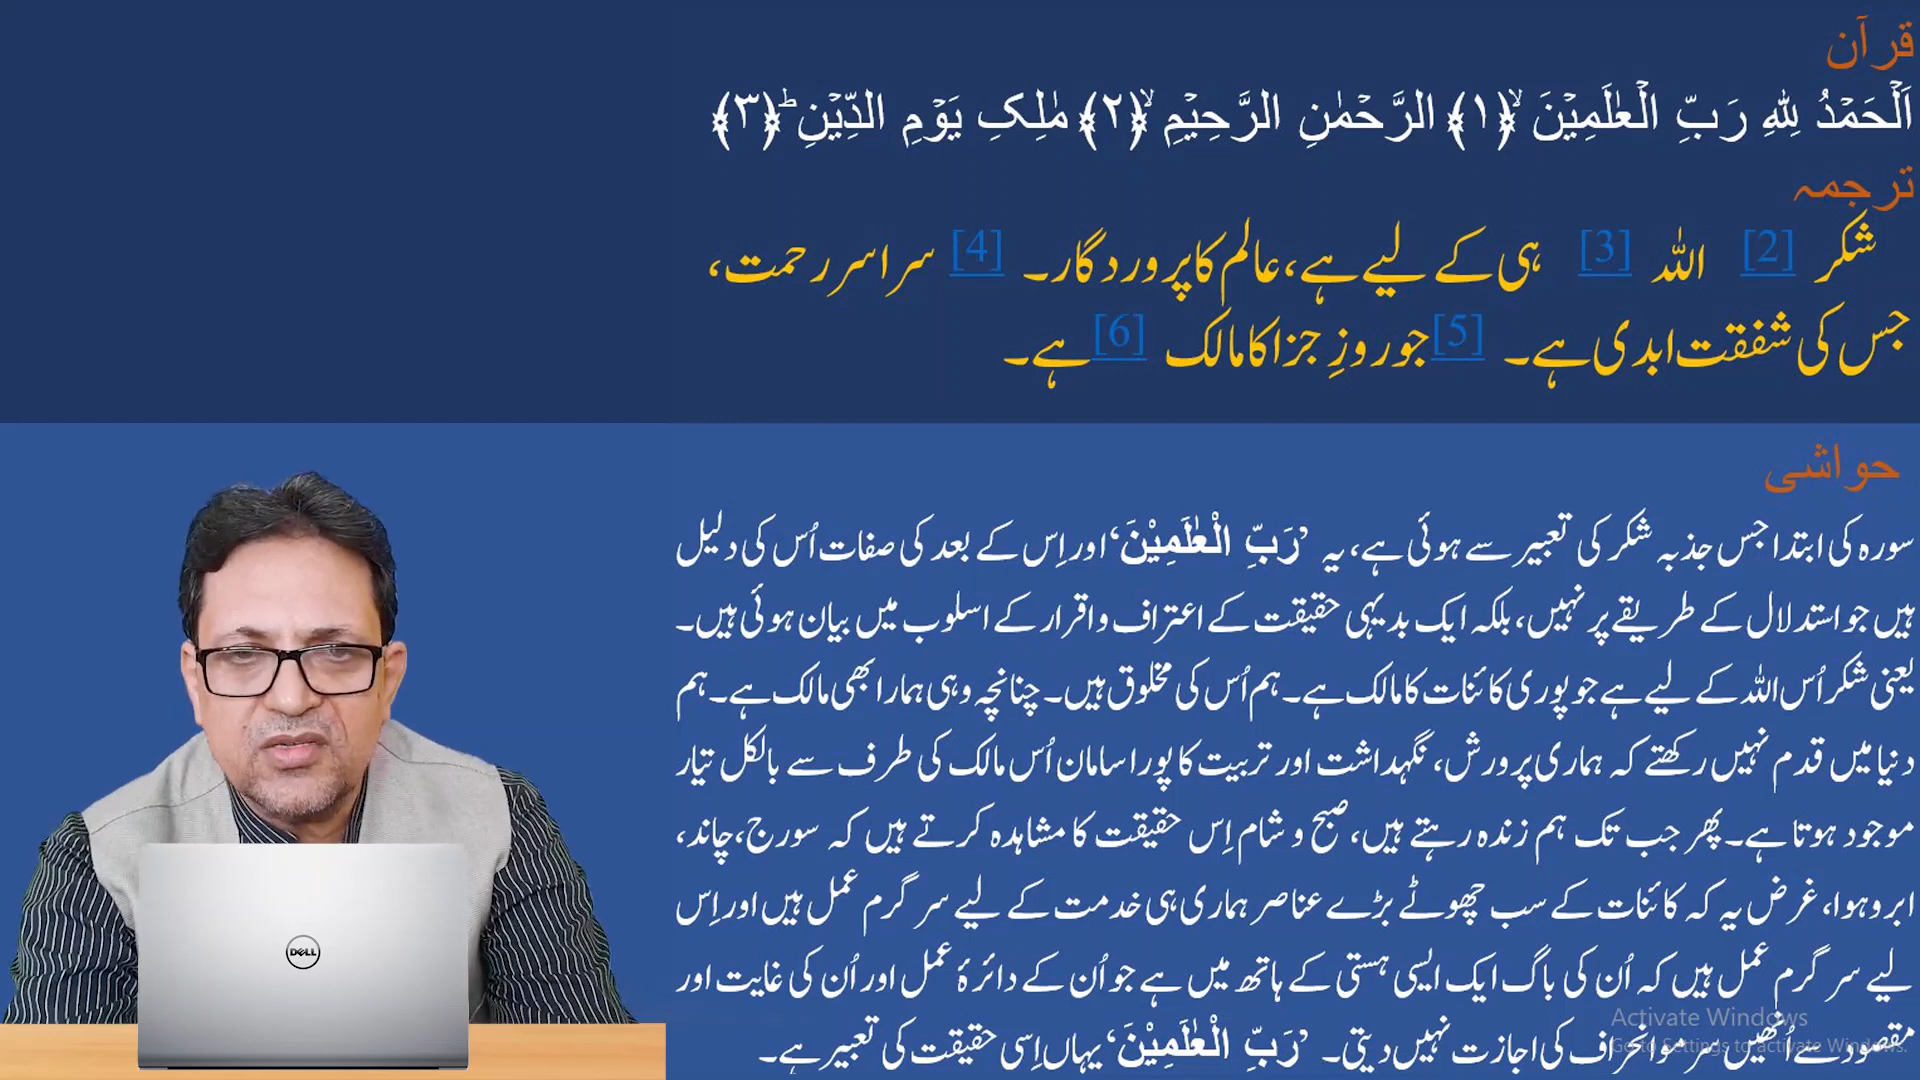 قرآن
اَلۡحَمۡدُ لِلّٰہِ رَبِّ الۡعٰلَمِیۡنَ ۙ﴿۱﴾ الرَّحۡمٰنِ الرَّحِیۡمِ ۙ﴿۲﴾ مٰلِکِ یَوۡمِ الدِّیۡنِ ؕ﴿۳﴾
ترجمہ
شکر [2] اللہ [3] ہی کے لیے ہے، عالم کا پروردگار۔ [4] سراسر رحمت،
جس کی شفقت ابدی ہے۔ [5] جو روزِ جزا کا مالک [6] ہے۔
حواشی
سورہ کی ابتدا جس جذبہ شکر کی تعبیر سے ہوئی ہے، یہ ’رَبِّ الْعٰلَمِیْنَ‘ اور اِس کے بعد کی صفات اُس کی دلیل
ہیں جو استدلال کے طریقے پر نہیں، بلکہ ایک بدیہی حقیقت کے اعتراف و اقرار کے اسلوب میں بیان ہوئی ہیں۔
یعنی شکر اُس اللہ کے لیے ہے جو پوری کائنات کا مالک ہے۔ ہم اُس کی مخلوق ہیں۔ چنانچہ وہی ہمارا بھی مالک ہے۔ ہم
دنیا میں قدم نہیں رکھتے کہ ہماری پرورش، نگہداشت اور تربیت کا پورا سامان اُس مالک کی طرف سے بالکل تیار
موجود ہوتا ہے۔ پھر جب تک ہم زندہ رہتے ہیں، صبح و شام اِس حقیقت کا مشاہدہ کرتے ہیں کہ سورج، چاند،
ابر و ہوا، غرض یہ کہ کائنات کے سب چھوٹے بڑے عناصر ہماری ہی خدمت کے لیے سرگرم عمل ہیں اور اِس
لیے سرگرم عمل ہیں کہ اُن کی باگ ایک ایسی ہستی کے ہاتھ میں ہے جو اُن کے دائرۂ عمل اور اُن کی غایت اور
مقصود سے اُنھیں سرمو انحراف کی اجازت نہیں دیتی۔ ’رَبِّ الْعٰلَمِیْنَ‘ یہاں اِسی حقیقت کی تعبیر ہے۔
Activate Windows
Go to Settings to activate Windows.
DELL